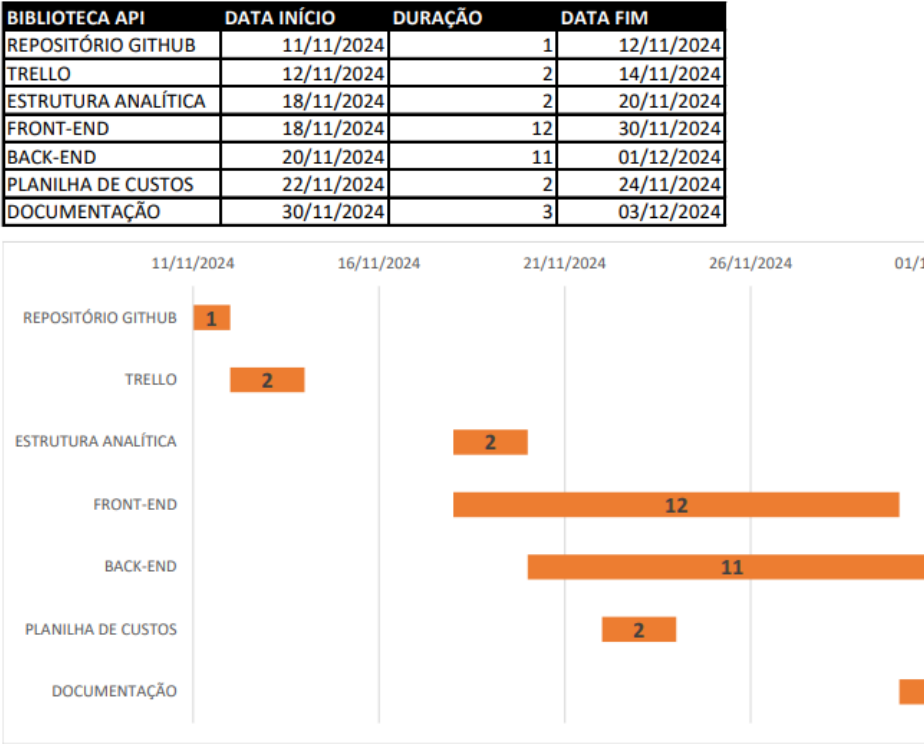 BIBLIOTECA API DATA INÍCIO DURAÇÃO DATA FIM
REPOSITÓRIO GITHUB 11/11/2024 1 12/11/2024
TRELLO 12/11/2024 2 14/11/2024
ESTRUTURA ANALÍTICA 18/11/2024 2 20/11/2024
FRONT-END 18/11/2024 12 30/11/2024
BACK-END 20/11/2024 11 01/12/2024
PLANILHA DE CUSTOS 22/11/2024 2 24/11/2024
DOCUMENTAÇÃO 30/11/2024 3 03/12/2024
11/11/2024 16/11/2024 21/11/2024 26/11/2024 01/1
REPOSITÓRIO GITHUB 1
TRELLO 2
ESTRUTURA ANALÍTICA 2
FRONT-END 12
BACK-END 11
PLANILHA DE CUSTOS 2
DOCUMENTAÇÃO